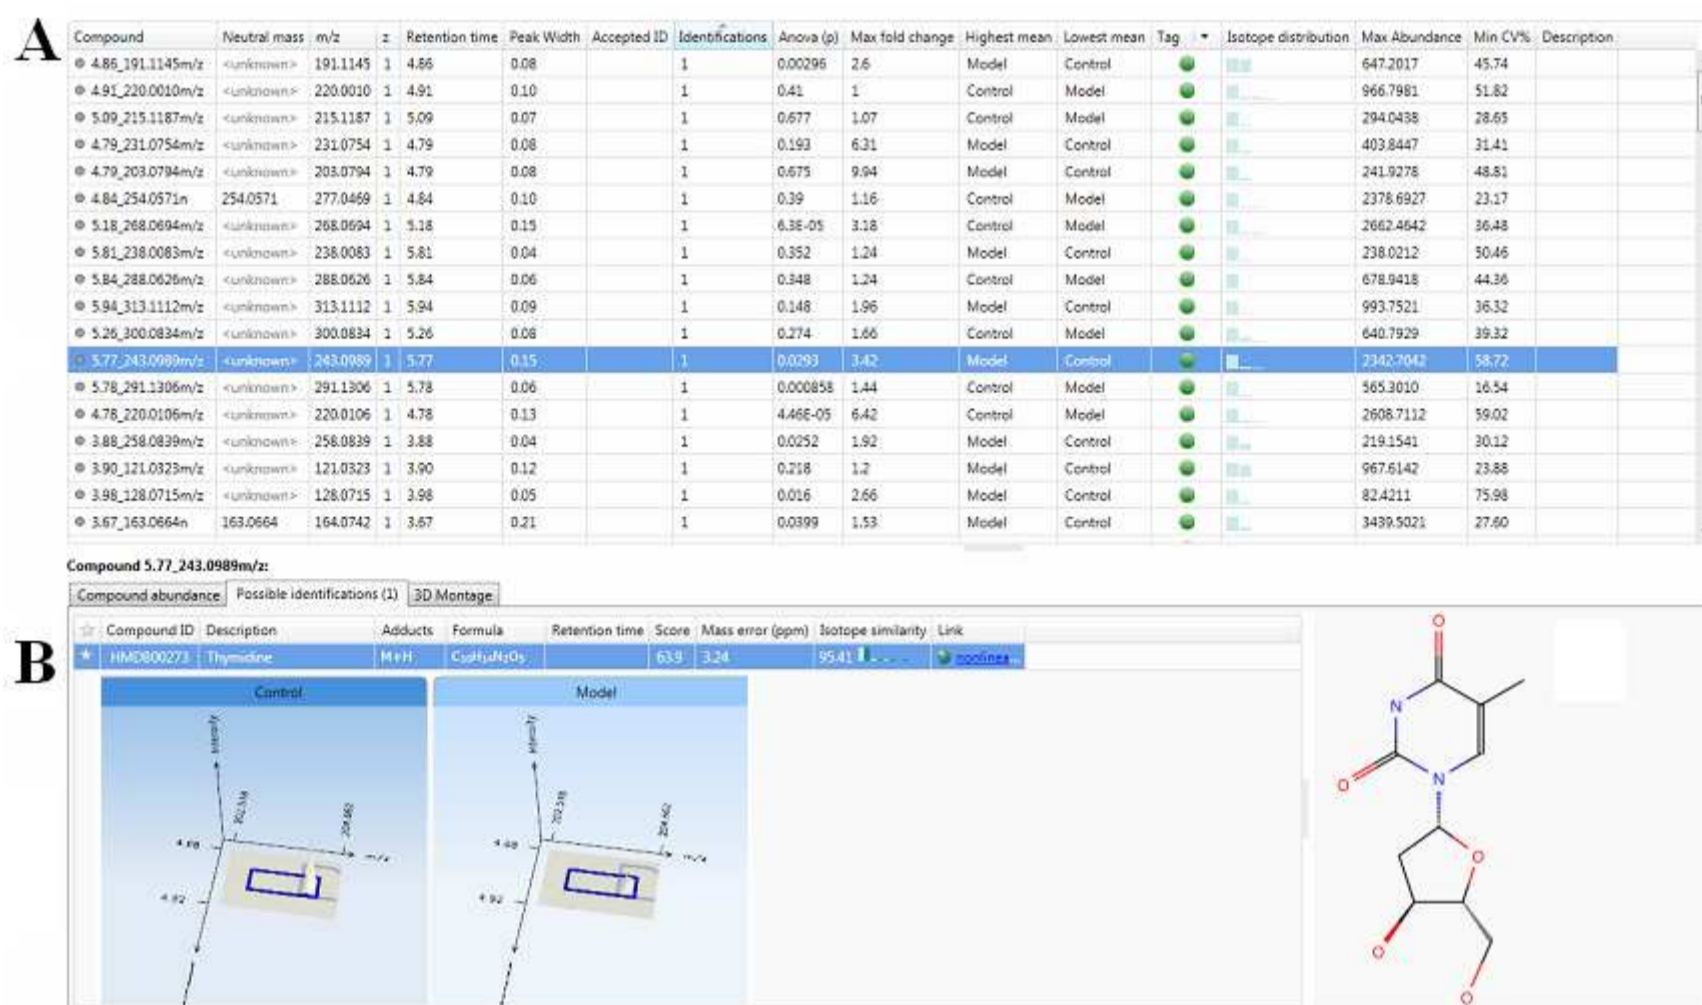 A
Compound Neutral mass m/z z Retention time Peak Width Accepted ID Identifications Anova (p) Max fold change Highest mean Lowest mean Tag Isotope distribution Max Abundance Min CV% Description
4.86_191.1145m/z <unknown> 191.1145 1 4.86 0.08 1 0.00296 2.6 Model Control 647.2017 45.74
4.91_220.0010m/z <unknown> 220.0010 1 4.91 0.10 1 0.41 1 Control Model 966.7981 51.82
5.09_215.1187m/z <unknown> 215.1187 1 5.09 0.07 1 0.677 1.07 Control Model 294.0438 28.65
4.79_231.0754m/z <unknown> 231.0754 1 4.79 0.08 1 0.193 6.31 Model Control 403.8447 31.41
4.79_203.0794m/z <unknown> 203.0794 1 4.79 0.08 1 0.675 9.94 Model Control 241.9278 48.81
4.84_254.0571n 254.0571 277.0469 1 4.84 0.10 1 0.39 1.16 Control Model 2378.6927 23.17
5.18_268.0694m/z <unknown> 268.0694 1 5.18 0.15 1 6.3E-05 3.18 Control Model 2662.4642 36.48
5.81_238.0083m/z <unknown> 238.0083 1 5.81 0.04 1 0.352 1.24 Model Control 238.0212 50.46
5.84_288.0626m/z <unknown> 288.0626 1 5.84 0.06 1 0.348 1.24 Control Model 678.9418 44.36
5.94_313.1112m/z <unknown> 313.1112 1 5.94 0.09 1 0.148 1.96 Model Control 993.7521 36.32
5.26_300.0834m/z <unknown> 300.0834 1 5.26 0.08 1 0.274 1.66 Control Model 640.7929 39.32
5.77_243.0989m/z <unknown> 243.0989 1 5.77 0.15 1 0.0293 3.42 Model Control 2342.7042 58.72
5.78_291.1306m/z <unknown> 291.1306 1 5.78 0.06 1 0.000858 1.44 Control Model 565.3010 16.54
4.78_220.0106m/z <unknown> 220.0106 1 4.78 0.13 1 4.46E-05 6.42 Control Model 2608.7112 59.02
3.88_258.0839m/z <unknown> 258.0839 1 3.88 0.04 1 0.0252 1.92 Model Control 219.1541 30.12
3.90_121.0323m/z <unknown> 121.0323 1 3.90 0.12 1 0.218 1.2 Model Control 967.6142 23.88
3.98_128.0715m/z <unknown> 128.0715 1 3.98 0.05 1 0.016 2.66 Model Control 82.4211 75.98
3.67_163.0664n 163.0664 164.0742 1 3.67 0.21 1 0.0399 1.53 Model Control 3439.5021 27.60
Compound 5.77_243.0989m/z:
Compound abundance Possible identifications (1) 3D Montage
B
Compound ID Description Adducts Formula Retention time Score Mass error (ppm) Isotope similarity Link
HMDB00273 Thymidine M+H C₁₀H₁₄N₂O₅ 63.9 3.24 95.41 nonlinea...
Control Model
Intensity Intensity
202.538 204.662 202.538 204.662
4.88 m/z 4.88 m/z
4.92 4.92
O
N
O N
O
O
O